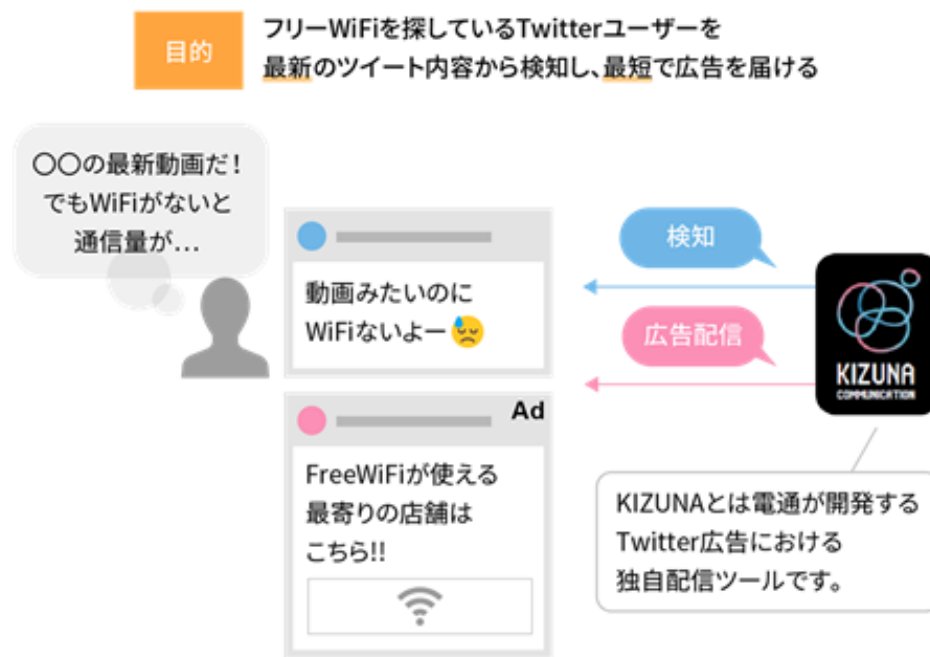 目的
フリーWiFiを探しているTwitterユーザーを
最新のツイート内容から検知し、最短で広告を届ける
〇〇の最新動画だ！
でもWiFiがないと
通信量が…
動画みたいのに
WiFiないよー😓
検知
広告配信
KIZUNA
COMMUNICATION
Ad
FreeWiFiが使える
最寄りの店舗は
こちら!!
KIZUNAとは電通が開発する
Twitter広告における
独自配信ツールです。